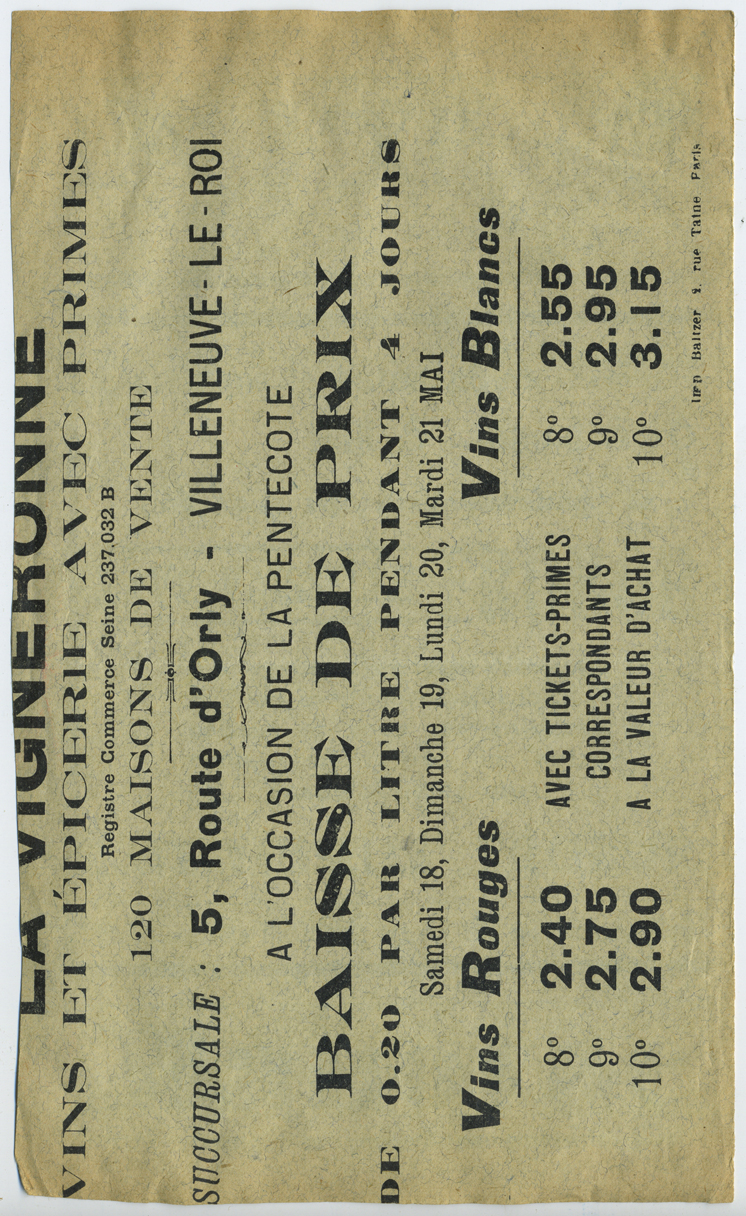 LA VIGNERONNE
VINS ET ÉPICERIE AVEC PRIMES
Registre Commerce Seine 237.032 B
120 MAISONS DE VENTE
SUCCURSALE : 5, Route d'Orly - VILLENEUVE-LE-ROI
A L'OCCASION DE LA PENTECOTE
BAISSE DE PRIX
DE 0.20 PAR LITRE PENDANT 4 JOURS
Samedi 18, Dimanche 19, Lundi 20, Mardi 21 MAI
Vins Rouges
8° 2.40
9° 2.75
10° 2.90
AVEC TICKETS-PRIMES
CORRESPONDANTS
A LA VALEUR D'ACHAT
Vins Blancs
8° 2.55
9° 2.95
10° 3.15
Imp Baltzer rue Taine Paris